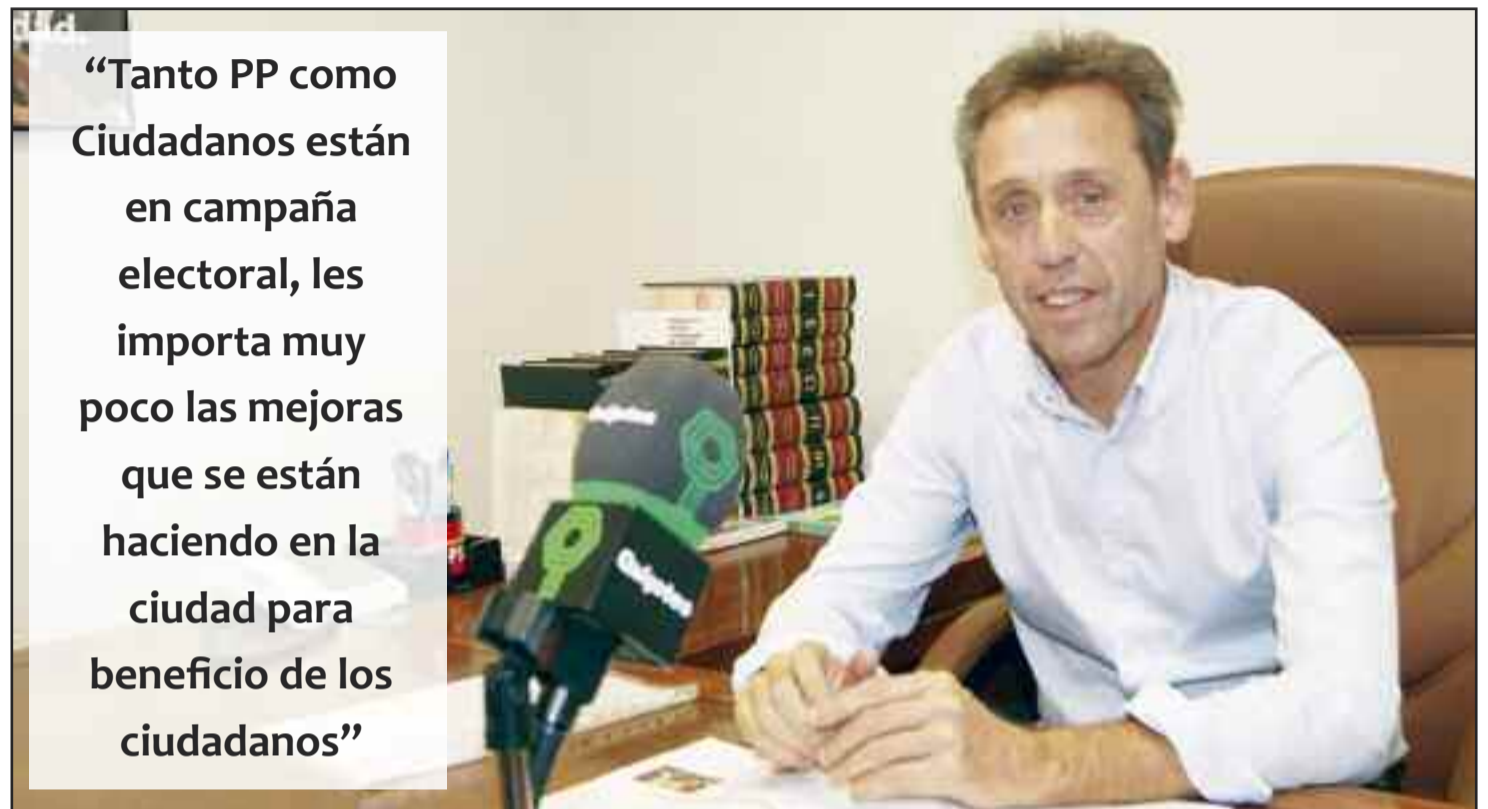 “Tanto PP como
Ciudadanos están
en campaña
electoral, les
importa muy
poco las mejoras
que se están
haciendo en la
ciudad para
beneficio de los
ciudadanos”